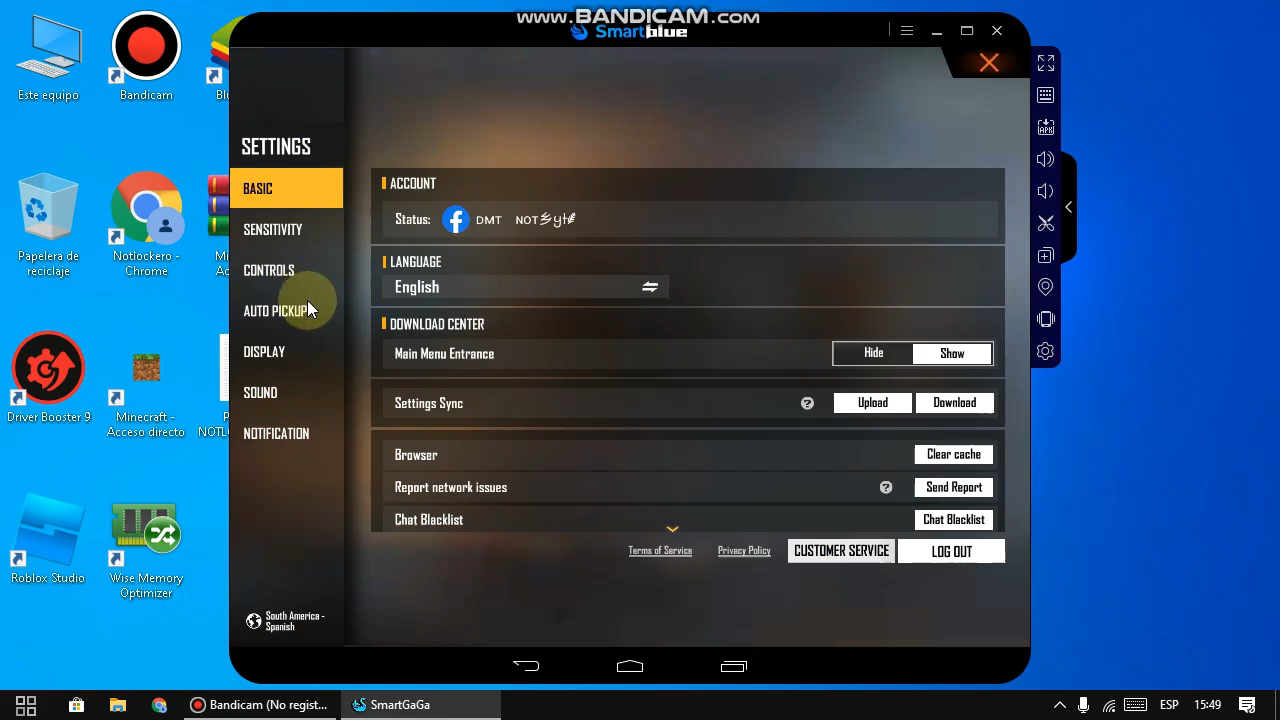 www.BANDICAM.com
Smartblue
Este equipo
Bandicam
Blu
Papelera de
reciclaje
Notlockero -
Chrome
Driver Booster 9
Minecraft -
Acceso directo
Roblox Studio
Wise Memory
Optimizer
SETTINGS
BASIC
SENSITIVITY
CONTROLS
AUTO PICKUP
DISPLAY
SOUND
NOTIFICATION
South America -
Spanish
ACCOUNT
Status: DMT NOT
LANGUAGE
English
DOWNLOAD CENTER
Main Menu Entrance Hide Show
Settings Sync ? Upload Download
Browser Clear cache
Report network issues ? Send Report
Chat Blacklist Chat Blacklist
Terms of Service Privacy Policy CUSTOMER SERVICE LOG OUT
APK
Bandicam (No regist...
SmartGaGa
ESP
15:49